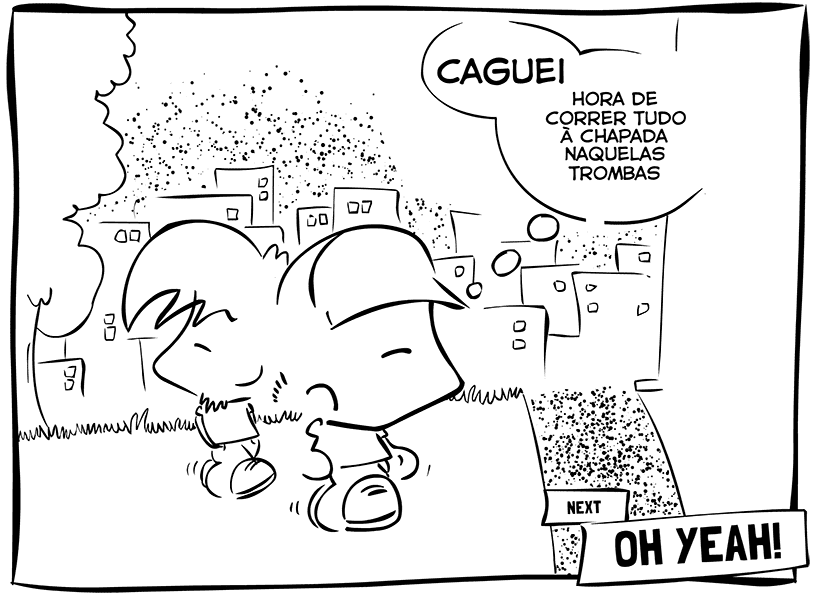 CAGUEI
HORA DE
CORRER TUDO
À CHAPADA
NAQUELAS
TROMBAS
NEXT
OH YEAH!